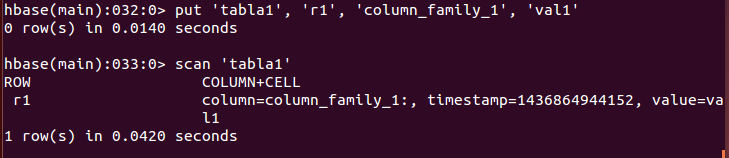 hbase(main):032:0> put 'tabla1', 'r1', 'column_family_1', 'val1'
0 row(s) in 0.0140 seconds

hbase(main):033:0> scan 'tabla1'
ROW                   COLUMN+CELL
 r1                   column=column_family_1:, timestamp=1436864944152, value=va
                      l1
1 row(s) in 0.0420 seconds